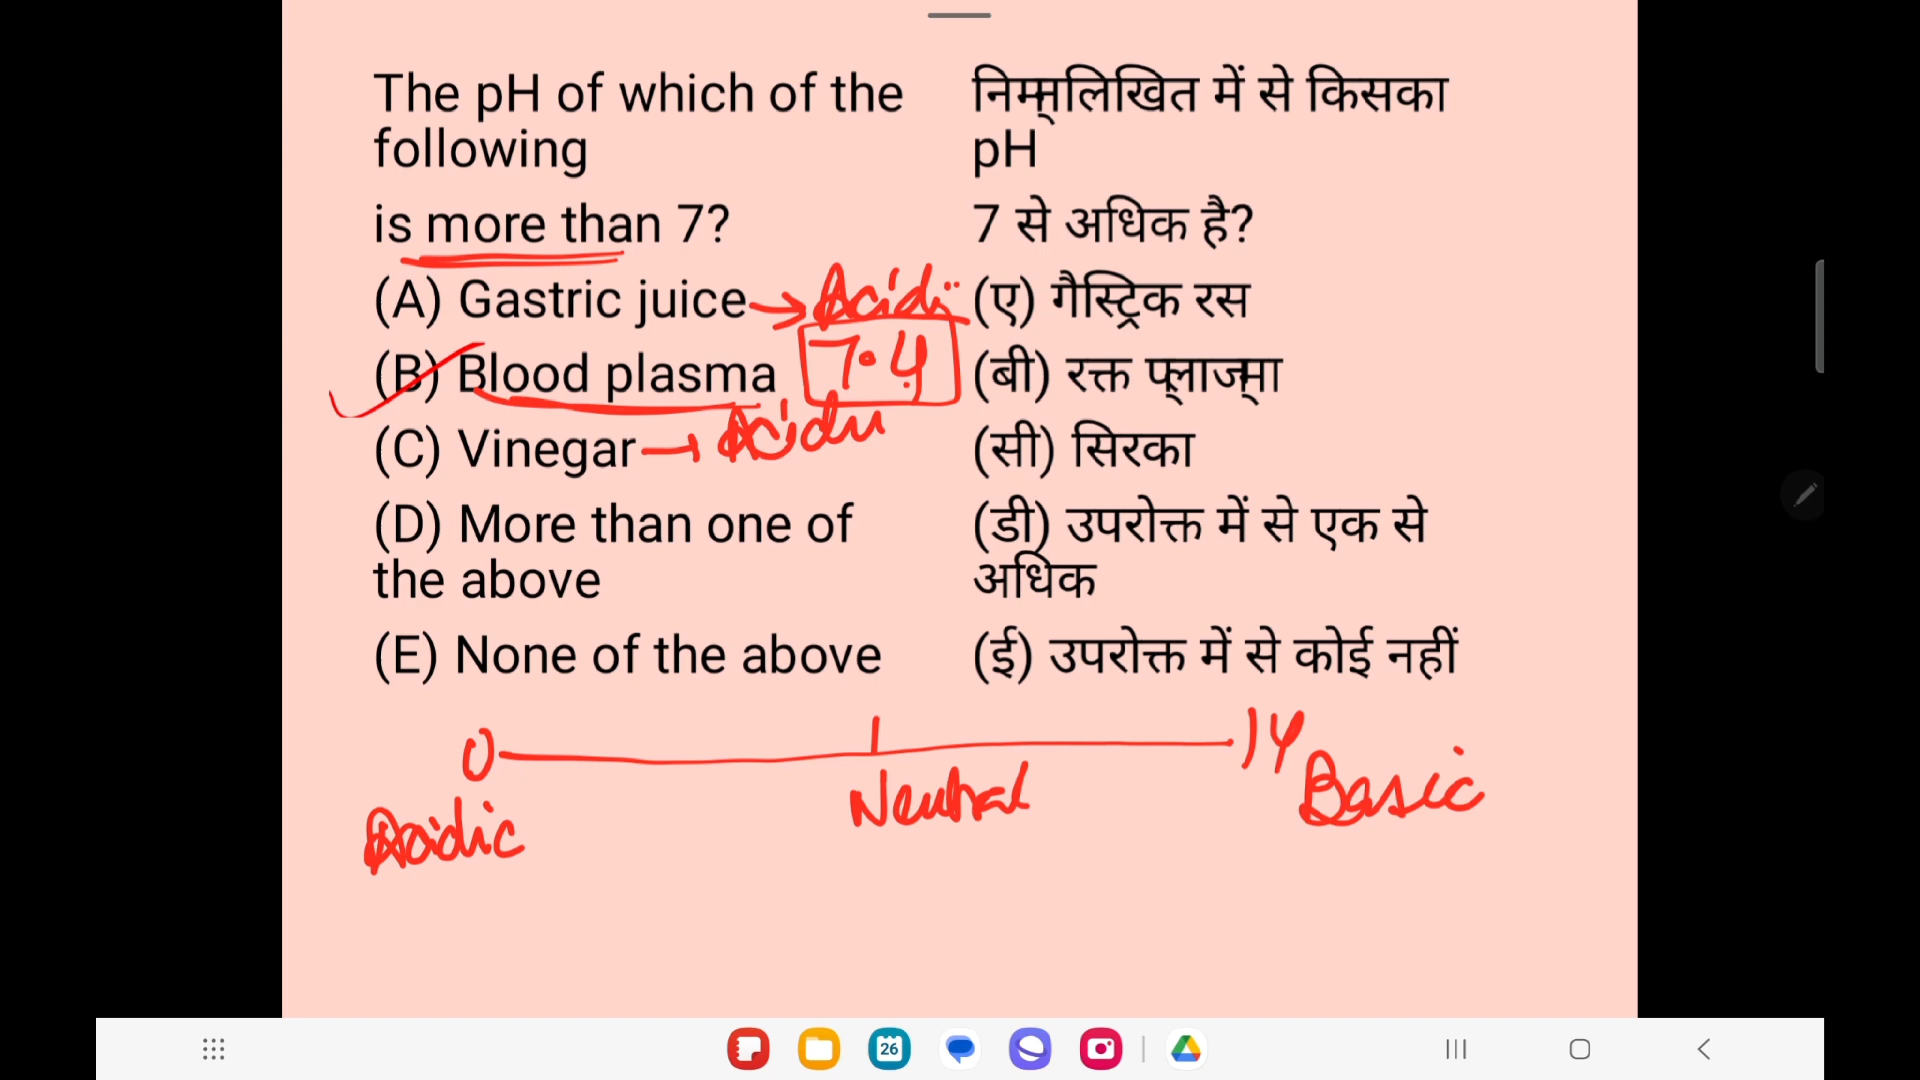 The pH of which of the
following
is more than 7?
(A) Gastric juice → Acidic
(B) Blood plasma 7.4
(C) Vinegar → Acidic
(D) More than one of
the above
(E) None of the above
निम्नलिखित में से किसका
pH
7 से अधिक है?
(ए) गैस्ट्रिक रस
(बी) रक्त प्लाज्मा
(सी) सिरका
(डी) उपरोक्त में से एक से
अधिक
(ई) उपरोक्त में से कोई नहीं
0 14
Acidic Neutral Basic
26